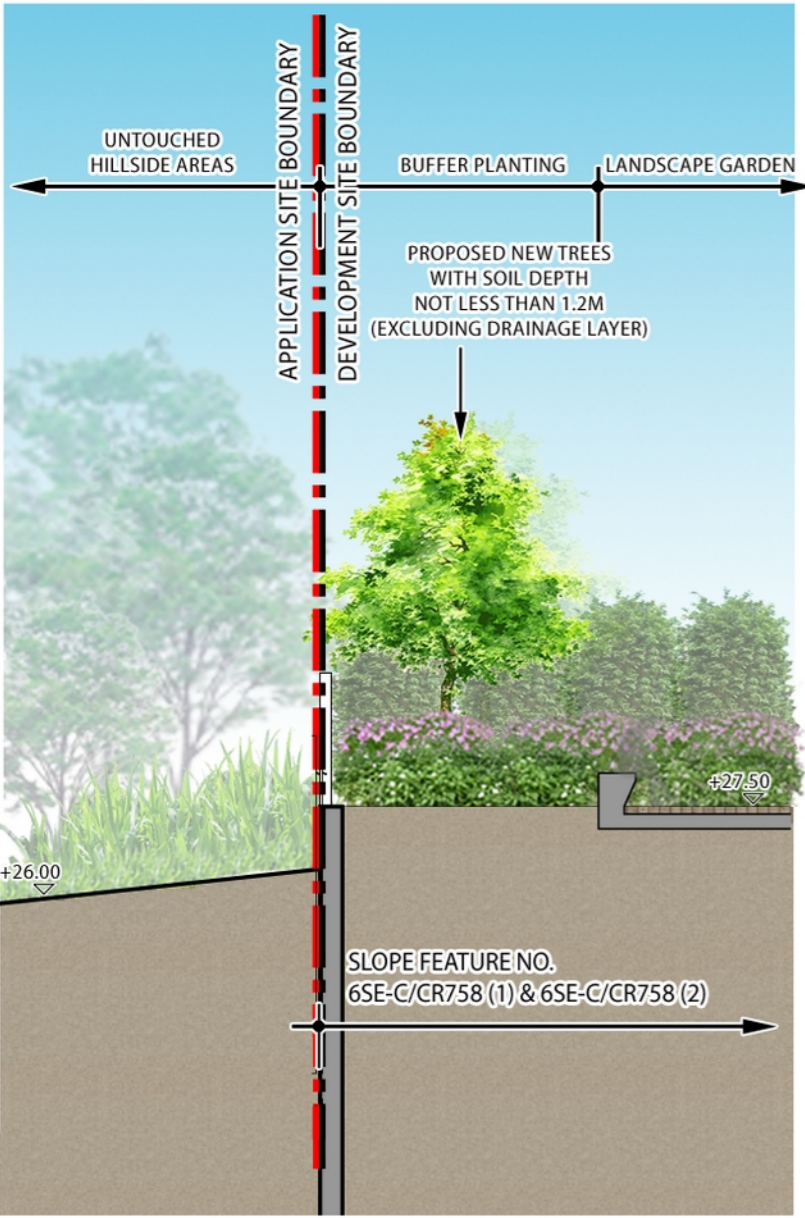 APPLICATION SITE BOUNDARY
DEVELOPMENT SITE BOUNDARY
UNTOUCHED
HILLSIDE AREAS
BUFFER PLANTING
LANDSCAPE GARDEN
PROPOSED NEW TREES
WITH SOIL DEPTH
NOT LESS THAN 1.2M
(EXCLUDING DRAINAGE LAYER)
+27.50
+26.00
SLOPE FEATURE NO.
6SE-C/CR758 (1) & 6SE-C/CR758 (2)